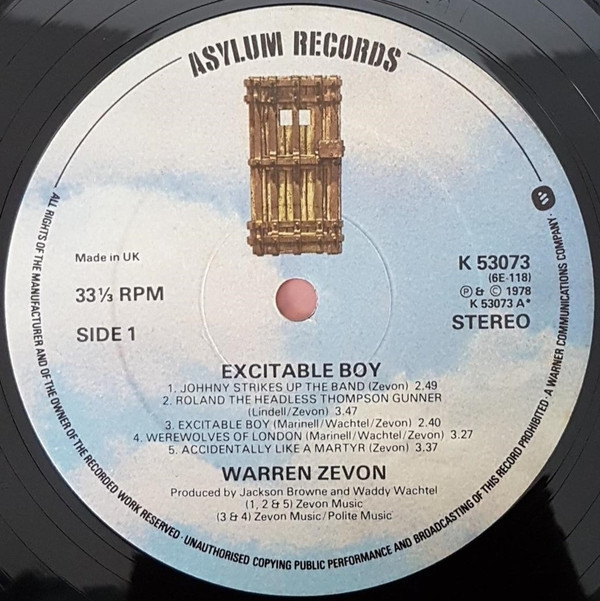 ASYLUM RECORDS
Made in UK
33⅓ RPM
SIDE 1
K 53073
(6E-118)
Ⓟ & © 1978
K 53073 A*
STEREO
EXCITABLE BOY
1. JOHHNY STRIKES UP THE BAND (Zevon) 2.49
2. ROLAND THE HEADLESS THOMPSON GUNNER
(Lindell/Zevon) 3.47
3. EXCITABLE BOY (Marinell/Wachtel/Zevon) 2.40
4. WEREWOLVES OF LONDON (Marinell/Wachtel/Zevon) 3.27
5. ACCIDENTALLY LIKE A MARTYR (Zevon) 3.37
WARREN ZEVON
Produced by Jackson Browne and Waddy Wachtel
(1, 2 & 5) Zevon Music
(3 & 4) Zevon Music/Polite Music
ALL RIGHTS OF THE MANUFACTURER AND OF THE OWNER OF THE RECORDED WORK RESERVED · UNAUTHORISED COPYING PUBLIC PERFORMANCE AND BROADCASTING OF THIS RECORD PROHIBITED · A WARNER COMMUNICATIONS COMPANY ·